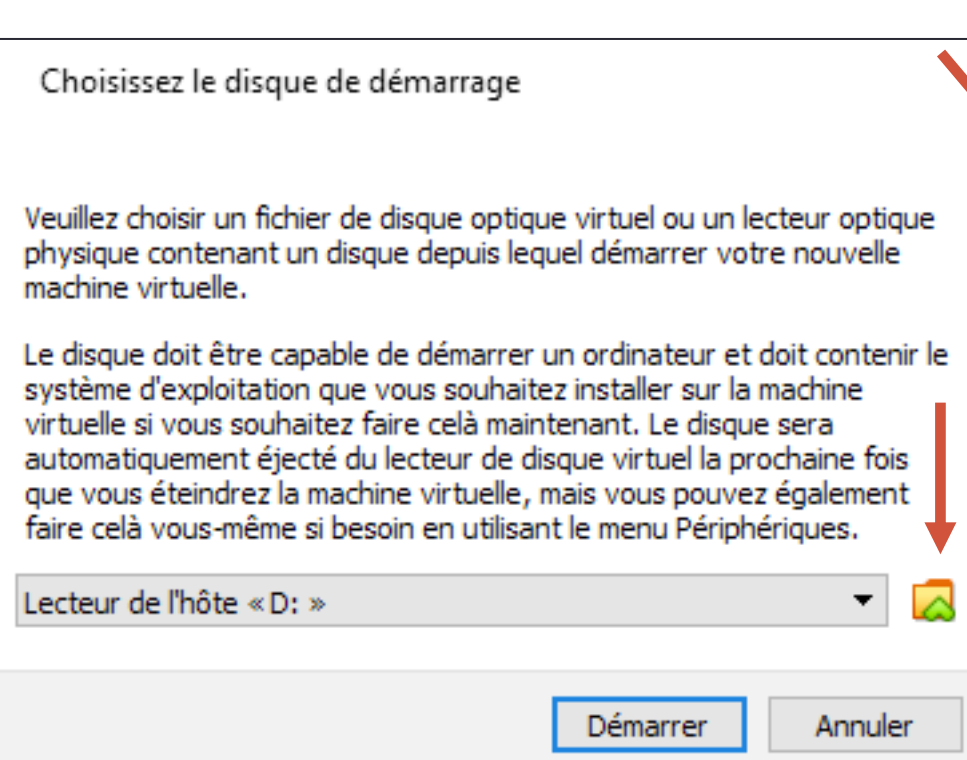 Choisissez le disque de démarrage
Veuillez choisir un fichier de disque optique virtuel ou un lecteur optique
physique contenant un disque depuis lequel démarrer votre nouvelle
machine virtuelle.
Le disque doit être capable de démarrer un ordinateur et doit contenir le
système d'exploitation que vous souhaitez installer sur la machine
virtuelle si vous souhaitez faire celà maintenant. Le disque sera
automatiquement éjecté du lecteur de disque virtuel la prochaine fois
que vous éteindrez la machine virtuelle, mais vous pouvez également
faire celà vous-même si besoin en utilisant le menu Périphériques.
Lecteur de l'hôte « D: »
Démarrer Annuler